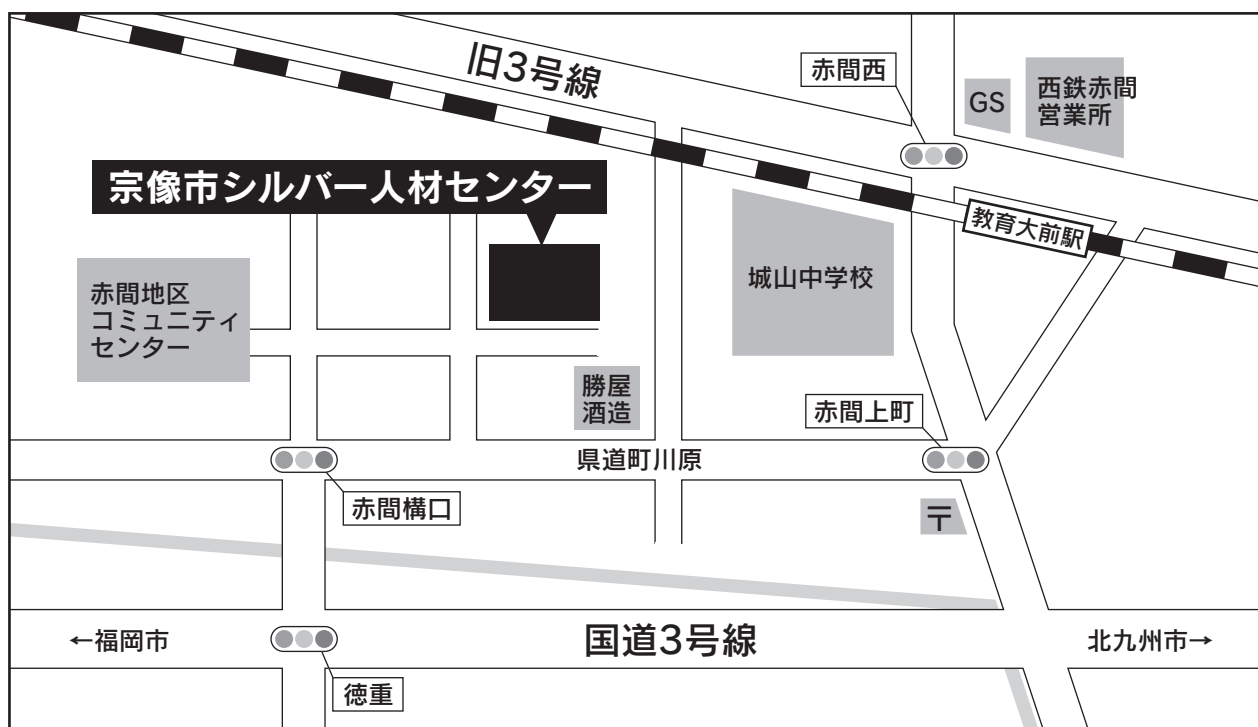 旧3号線
赤間西
GS
西鉄赤間
営業所
宗像市シルバー人材センター
教育大前駅
赤間地区
コミュニティ
センター
城山中学校
勝屋
酒造
赤間上町
県道町川原
赤間構口
〒
←福岡市
国道3号線
北九州市→
徳重